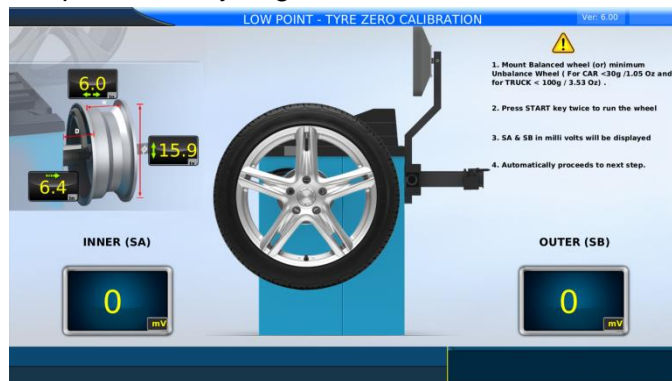 LOW POINT - TYRE ZERO CALIBRATION
Ver: 6.00
1. Mount Balanced wheel (or) minimum
Unbalance Wheel ( For CAR <30g /1.05 Oz and
for TRUCK < 100g / 3.53 Oz) .
2. Press START key twice to run the wheel
3. SA & SB in milli volts will be displayed
4. Automatically proceeds to next step.
6.0
D
15.9
6.4
INNER (SA)
0
mV
OUTER (SB)
0
mV